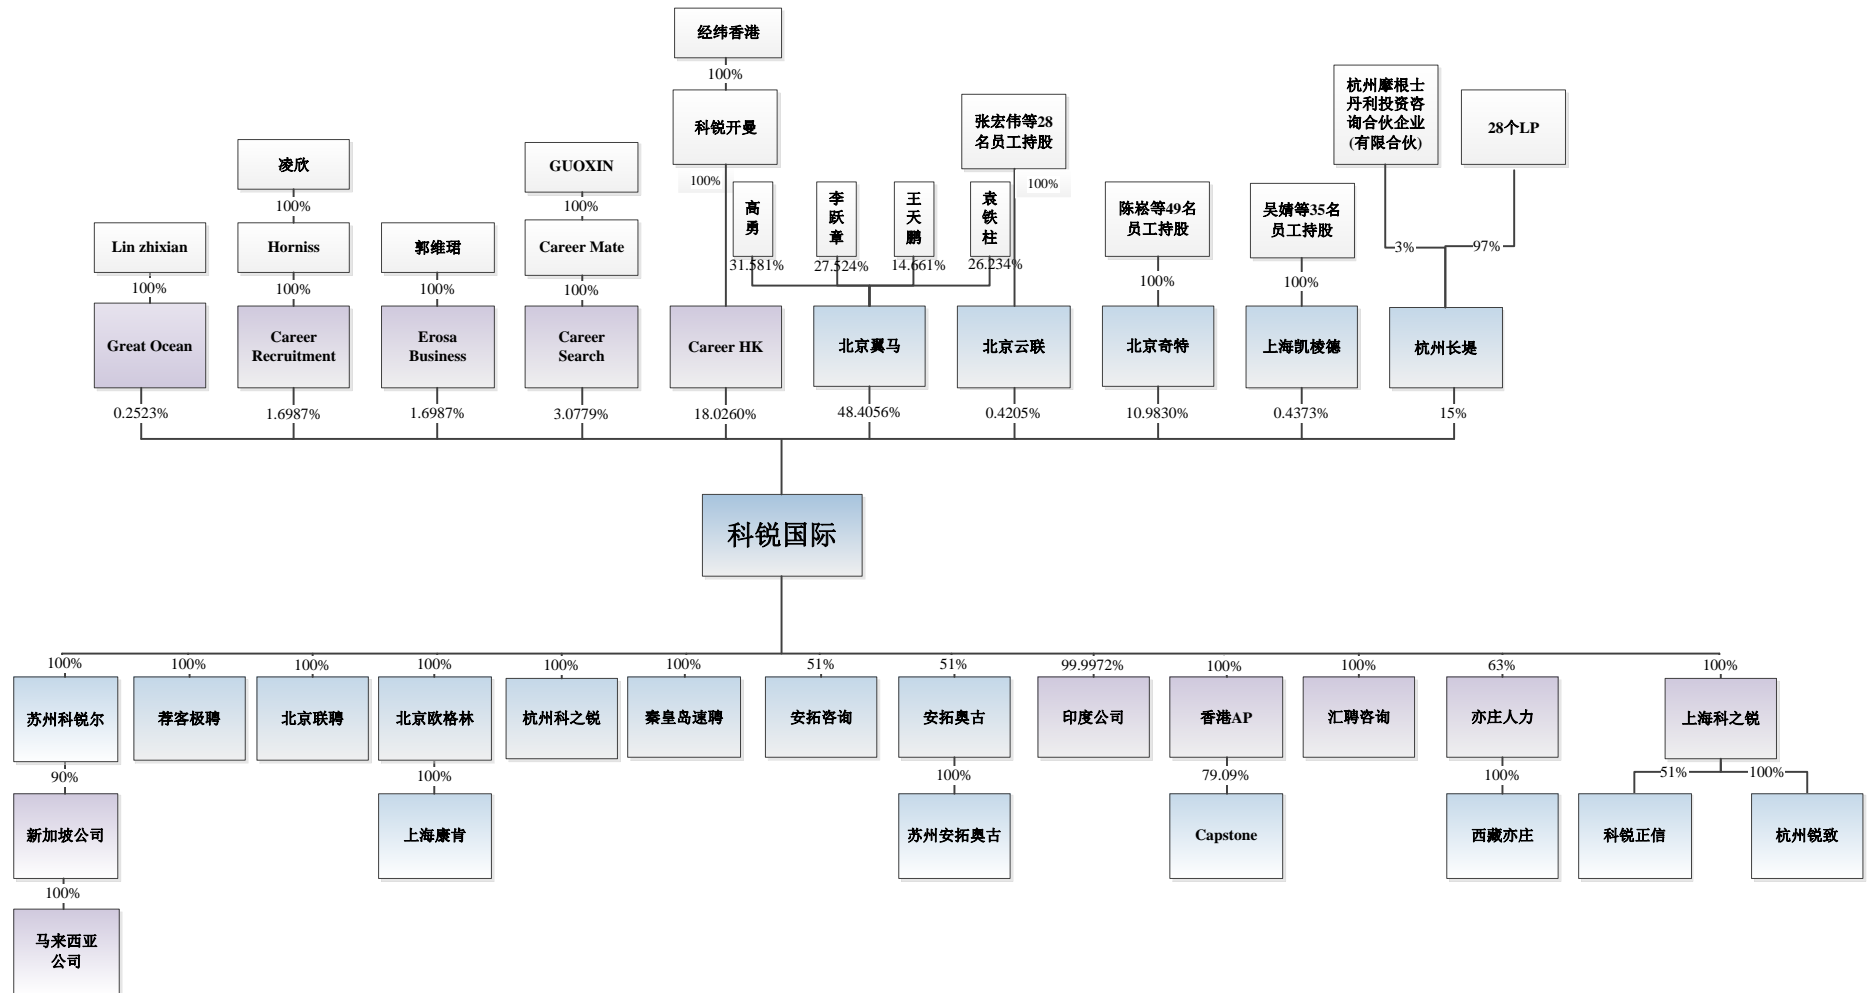 经纬香港
100%
科锐开曼
100%
凌欣
100%
Horniss
100%
Career
Recruitment
1.6987%
Lin zhixian
100%
Great Ocean
0.2523%
郭维珺
100%
Erosa
Business
1.6987%
GUOXIN
100%
Career Mate
100%
Career
Search
3.0779%
Career HK
18.0260%
高
勇
31.581%
李
跃
章
27.524%
王
天
鹏
14.661%
袁
铁
柱
26.234%
北京翼马
48.4056%
张宏伟等28
名员工持股
100%
北京云联
0.4205%
陈崧等49名
员工持股
100%
北京奇特
10.9830%
吴婧等35名
员工持股
100%
上海凯棱德
0.4373%
杭州摩根士
丹利投资咨
询合伙企业
(有限合伙)
3%
28个LP
97%
杭州长堤
15%
科锐国际
100%
苏州科锐尔
90%
新加坡公司
100%
马来西亚
公司
100%
荐客极聘
100%
北京联聘
100%
北京欧格林
100%
上海康肯
100%
杭州科之锐
100%
秦皇岛速聘
51%
安拓咨询
51%
安拓奥古
100%
苏州安拓奥古
99.9972%
印度公司
100%
香港AP
79.09%
Capstone
100%
汇聘咨询
63%
亦庄人力
100%
西藏亦庄
100%
上海科之锐
51%
科锐正信
100%
杭州锐致